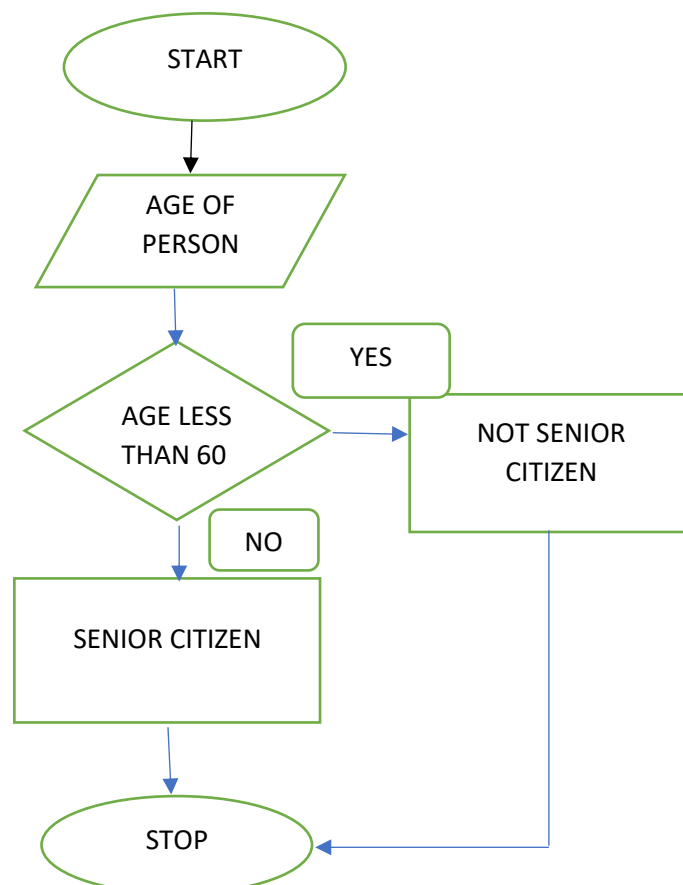 START
AGE OF
PERSON
YES
AGE LESS
THAN 60
NOT SENIOR
CITIZEN
NO
SENIOR CITIZEN
STOP